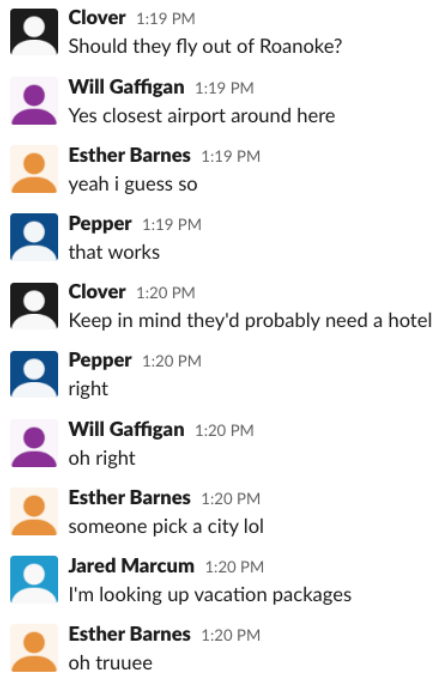 Clover 1:19 PM
Should they fly out of Roanoke?
Will Gaffigan 1:19 PM
Yes closest airport around here
Esther Barnes 1:19 PM
yeah i guess so
Pepper 1:19 PM
that works
Clover 1:20 PM
Keep in mind they'd probably need a hotel
Pepper 1:20 PM
right
Will Gaffigan 1:20 PM
oh right
Esther Barnes 1:20 PM
someone pick a city lol
Jared Marcum 1:20 PM
I'm looking up vacation packages
Esther Barnes 1:20 PM
oh truuee